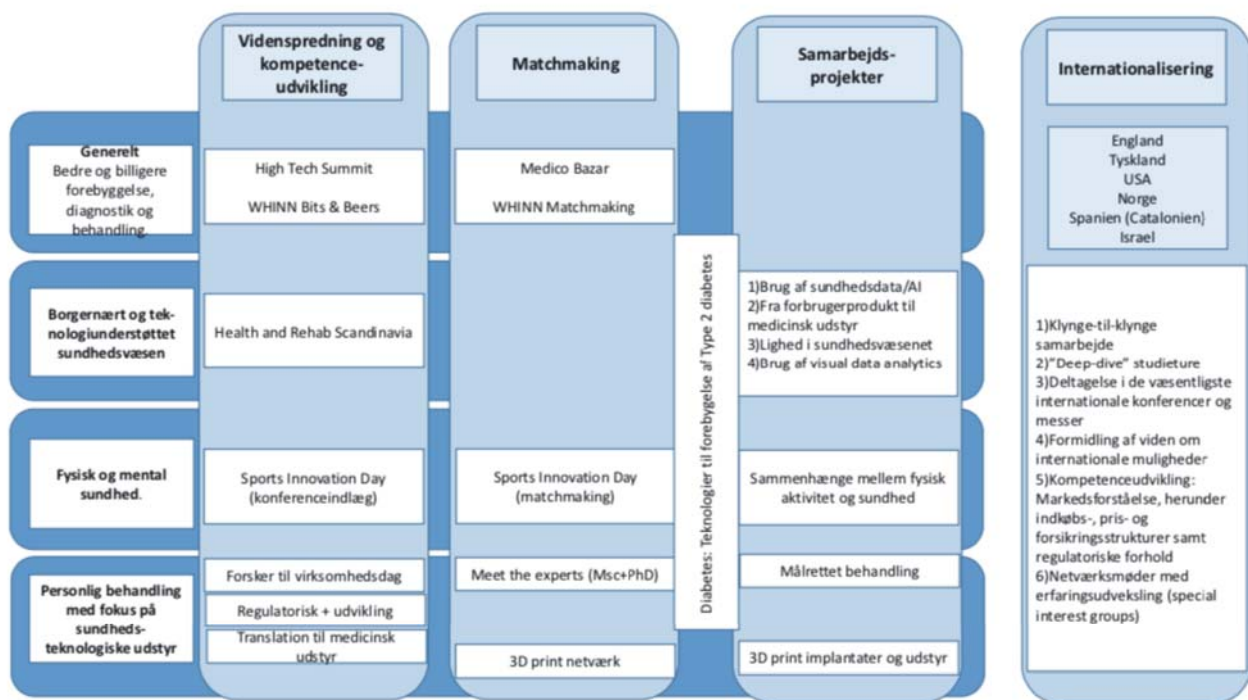 Vidensspredning og
kompetence-
udvikling
Matchmaking
Samarbejds-
projekter
Internationalisering
Generelt
Bedre og billigere
forebyggelse,
diagnostik og
behandling.
High Tech Summit
WHINN Bits & Beers
Medico Bazar
WHINN Matchmaking
England
Tyskland
USA
Norge
Spanien (Catalonien)
Israel
Borgernært og tek-
nologiunderstøttet
sundhedsvæsen
Health and Rehab Scandinavia
Diabetes: Teknologier til forebygelse af Type 2 diabetes
1)Brug af sundhedsdata/AI
2)Fra forbrugerprodukt til
medicinsk udstyr
3)Lighed i sundhedsvæsenet
4)Brug af visual data analytics
Fysisk og mental
sundhed.
Sports Innovation Day
(konferenceindlæg)
Sports Innovation Day
(matchmaking)
Sammenhænge mellem fysisk
aktivitet og sundhed
Personlig behandling
med fokus på
sundheds-
teknologiske udstyr
Forsker til virksomhedsdag
Regulatorisk + udvikling
Translation til medicinsk
udstyr
Meet the experts (Msc+PhD)
3D print netværk
Målrettet behandling
3D print implantater og udstyr
1)Klynge-til-klynge
samarbejde
2)”Deep-dive” studieture
3)Deltagelse i de væsentligste
internationale konferencer og
messer
4)Formidling af viden om
internationale muligheder
5)Kompetenceudvikling:
Markedsforståelse, herunder
indkøbs-, pris- og
forsikringsstrukturer samt
regulatoriske forhold
6)Netværksmøder med
erfaringsudveksling (special
interest groups)